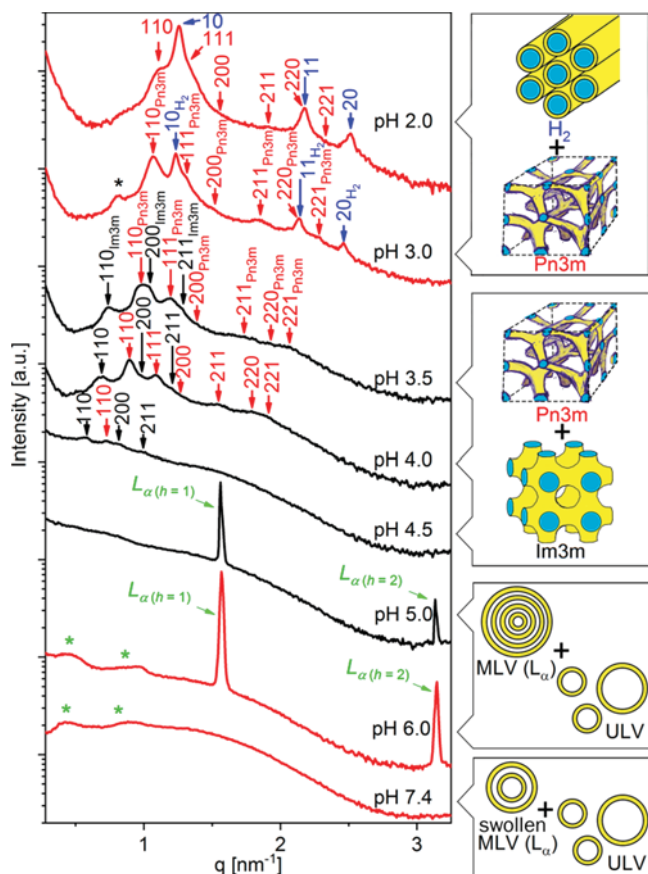 10
110
111
200
220
11
211
221
20
pH 2.0
110Pn3m
10H2
111Pn3m
200Pn3m
211Pn3m
220Pn3m
11H2
221Pn3m
20H2
*
pH 3.0
110Im3m
110Pn3m
200Im3m
111Pn3m
211Im3m
200Pn3m
211Pn3m
220Pn3m
221Pn3m
pH 3.5
110
110
200
111
211
200
211
220
221
pH 4.0
110
110
200
211
pH 4.5
Lα (h = 1)
Lα (h = 2)
pH 5.0
Lα (h = 1)
Lα (h = 2)
* *
pH 6.0
* *
pH 7.4
Intensity [a.u.]
1 2 3
q [nm-1]
H2
+
Pn3m
Pn3m
+
Im3m
+
MLV (Lα)
ULV
+
swollen
MLV (Lα)
ULV